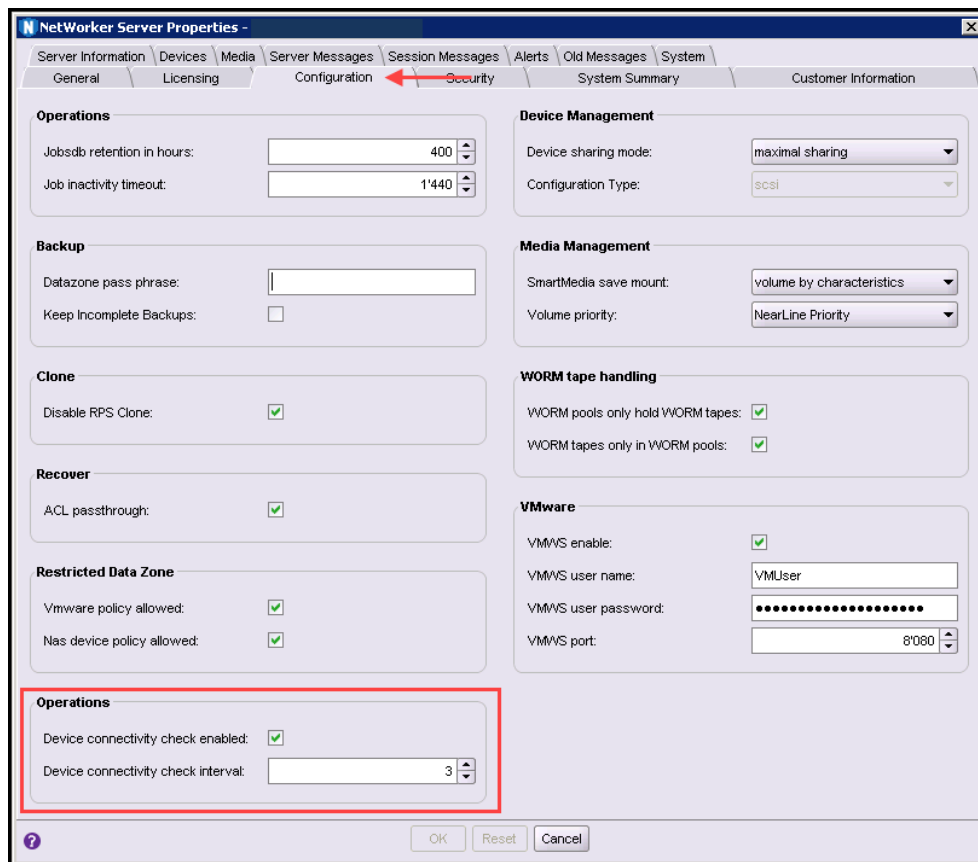 NetWorker Server Properties -
Server Information Devices Media Server Messages Session Messages Alerts Old Messages System
General Licensing Configuration Security System Summary Customer Information
Operations
Jobsdb retention in hours: 400
Job inactivity timeout: 1'440
Backup
Datazone pass phrase:
Keep Incomplete Backups:
Clone
Disable RPS Clone:
Recover
ACL passthrough:
Restricted Data Zone
Vmware policy allowed:
Nas device policy allowed:
Operations
Device connectivity check enabled:
Device connectivity check interval: 3
Device Management
Device sharing mode: maximal sharing
Configuration Type: scsi
Media Management
SmartMedia save mount: volume by characteristics
Volume priority: NearLine Priority
WORM tape handling
WORM pools only hold WORM tapes:
WORM tapes only in WORM pools:
VMware
VMWS enable:
VMWS user name: VMUser
VMWS user password: ••••••••••••••••••••
VMWS port: 8'080
OK Reset Cancel